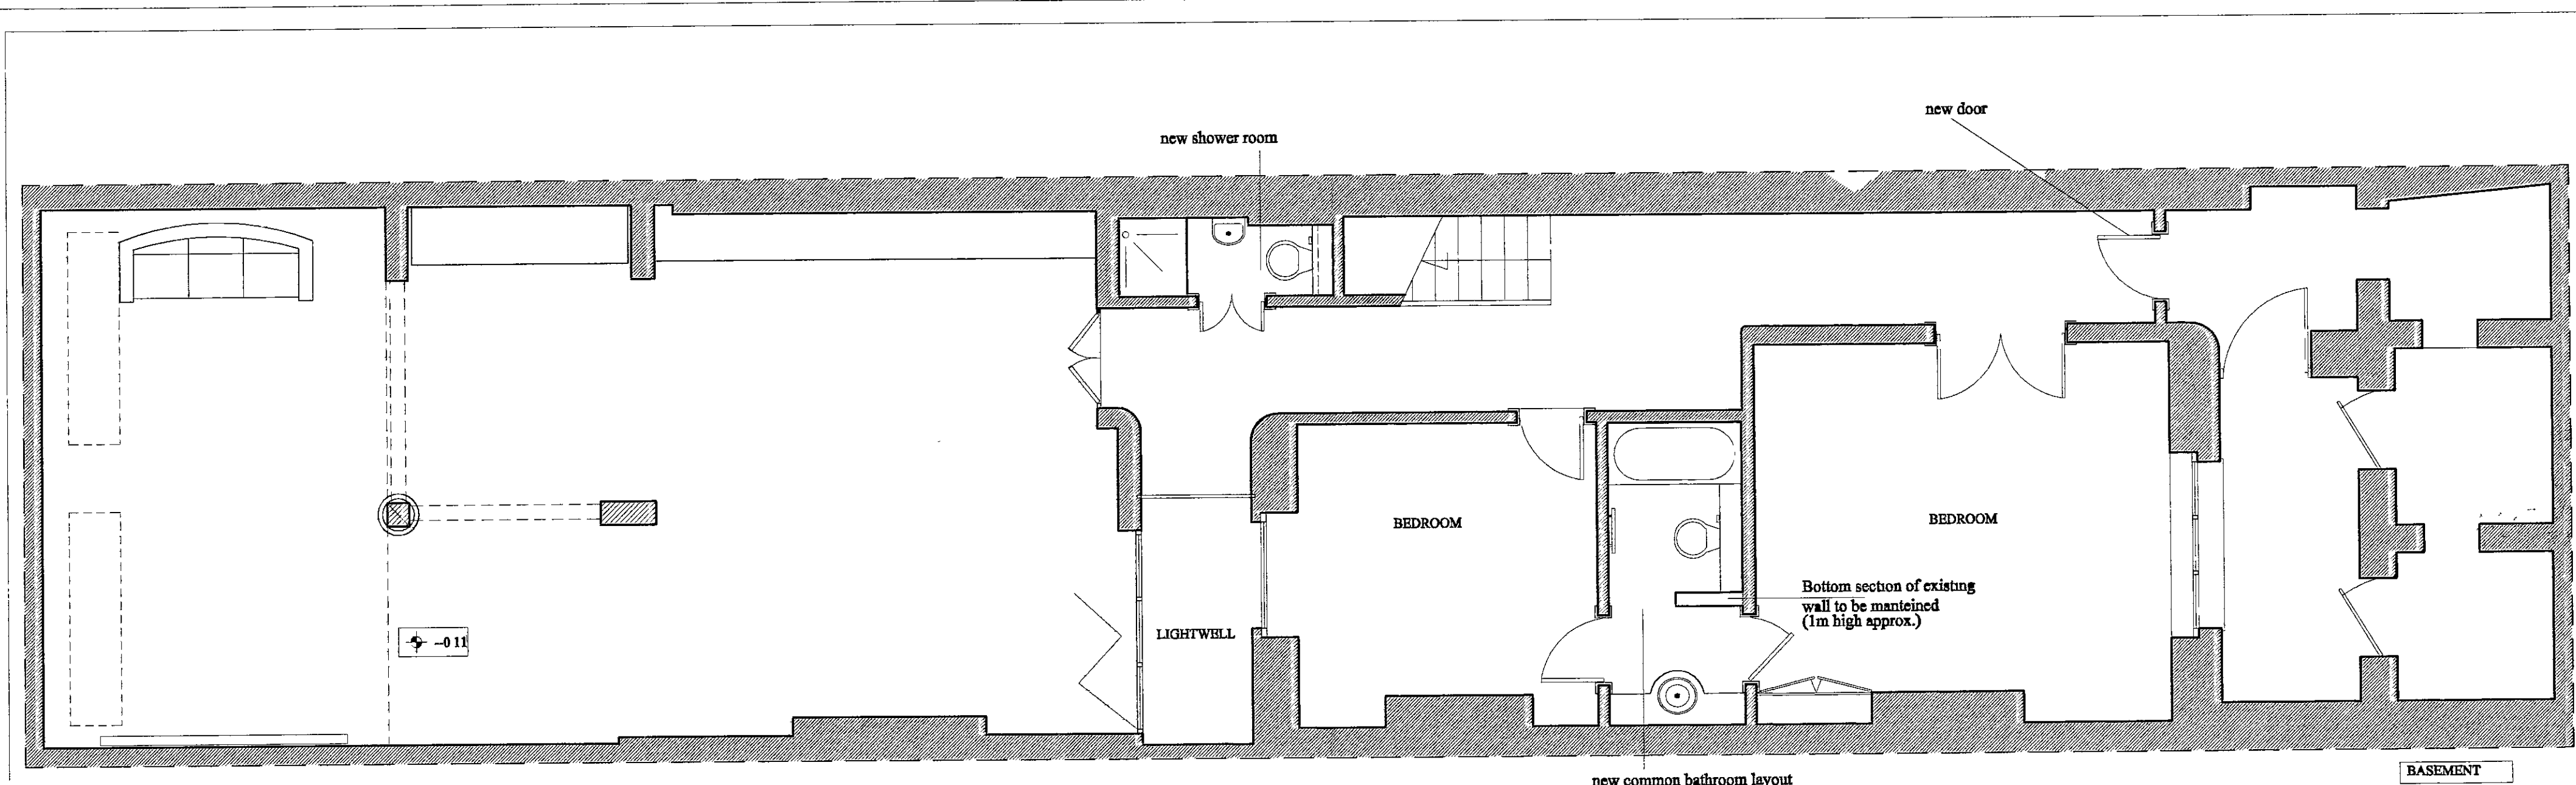 new door
new shower room
BEDROOM
BEDROOM
Bottom section of existing
wall to be manteined
(1m high approx.)
LIGHTWELL
-0 11
BASEMENT
new common bathroom layout